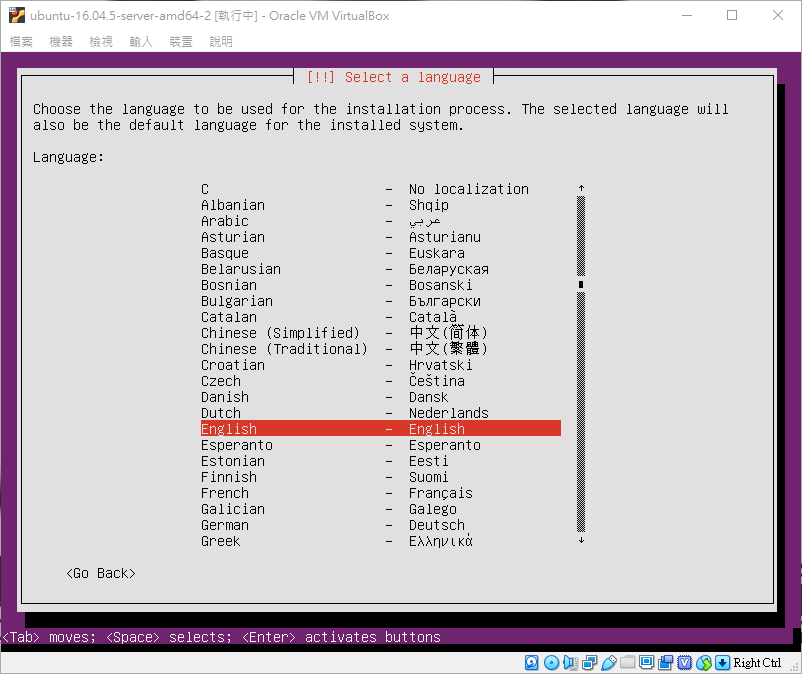 ubuntu-16.04.5-server-amd64-2 [執行中] - Oracle VM VirtualBox
檔案 機器 檢視 輸入 裝置 說明
[!!] Select a language
Choose the language to be used for the installation process. The selected language will
also be the default language for the installed system.
Language:
C - No localization
Albanian - Shqip
Arabic - عربي
Asturian - Asturianu
Basque - Euskara
Belarusian - Беларуская
Bosnian - Bosanski
Bulgarian - Български
Catalan - Català
Chinese (Simplified) - 中文(简体)
Chinese (Traditional) - 中文(繁體)
Croatian - Hrvatski
Czech - Čeština
Danish - Dansk
Dutch - Nederlands
English - English
Esperanto - Esperanto
Estonian - Eesti
Finnish - Suomi
French - Français
Galician - Galego
German - Deutsch
Greek - Ελληνικά
<Go Back>
<Tab> moves; <Space> selects; <Enter> activates buttons
Right Ctrl